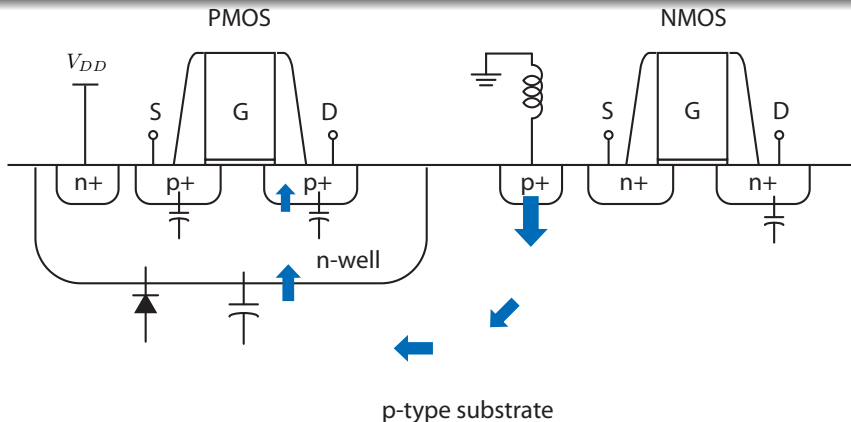 PMOS NMOS
V_DD
S G D S G D
n+ p+ p+ p+ n+ n+
n-well
p-type substrate